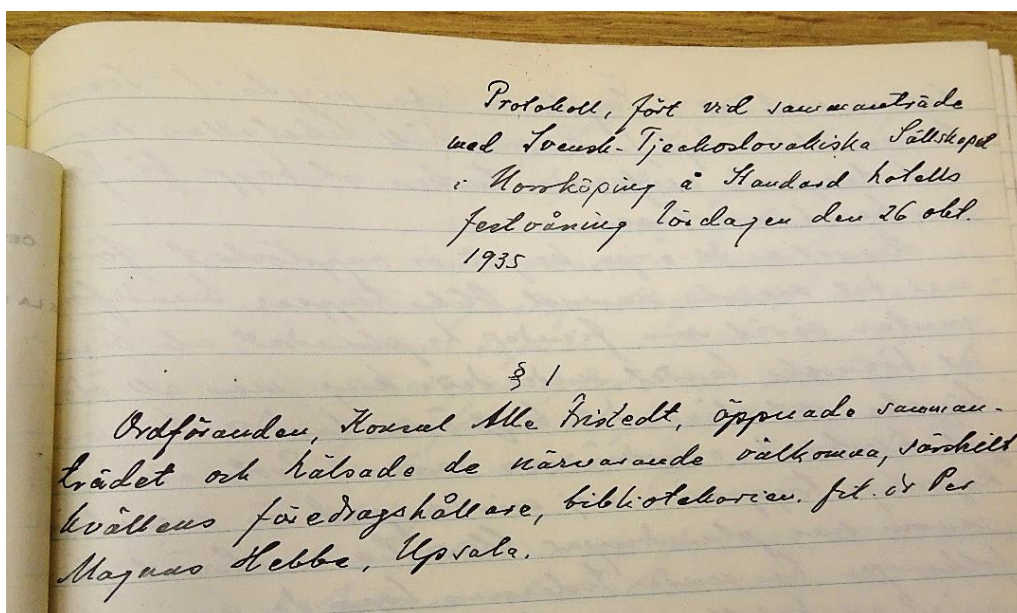 Protokoll, fört vid sammanträde
med Svensk-Tjeckoslovakiska Sällskapet
i Norrköping å Standard hotells
festvåning lördagen den 26 okt.
1935
§ 1
Ordföranden, Konsul Olle Fristedt, öppnade samman-
trädet och hälsade de närvarande välkomna, särskilt
kvällens föredragshållare, bibliotekarien. fil. dr Per
Magnus Hebbe, Upsala.